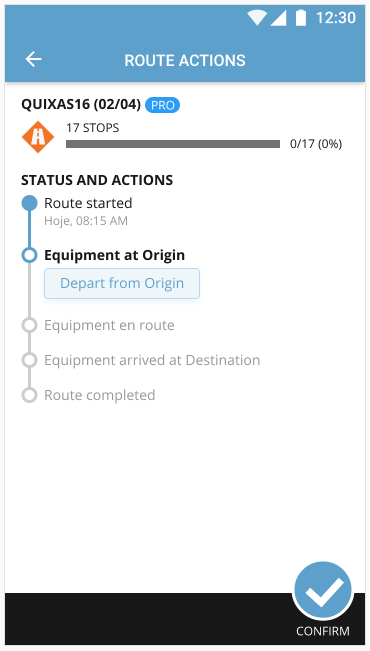 12:30
ROUTE ACTIONS
QUIXAS16 (02/04) PRO
17 STOPS
0/17 (0%)
STATUS AND ACTIONS
Route started
Hoje, 08:15 AM
Equipment at Origin
Depart from Origin
Equipment en route
Equipment arrived at Destination
Route completed
CONFIRM